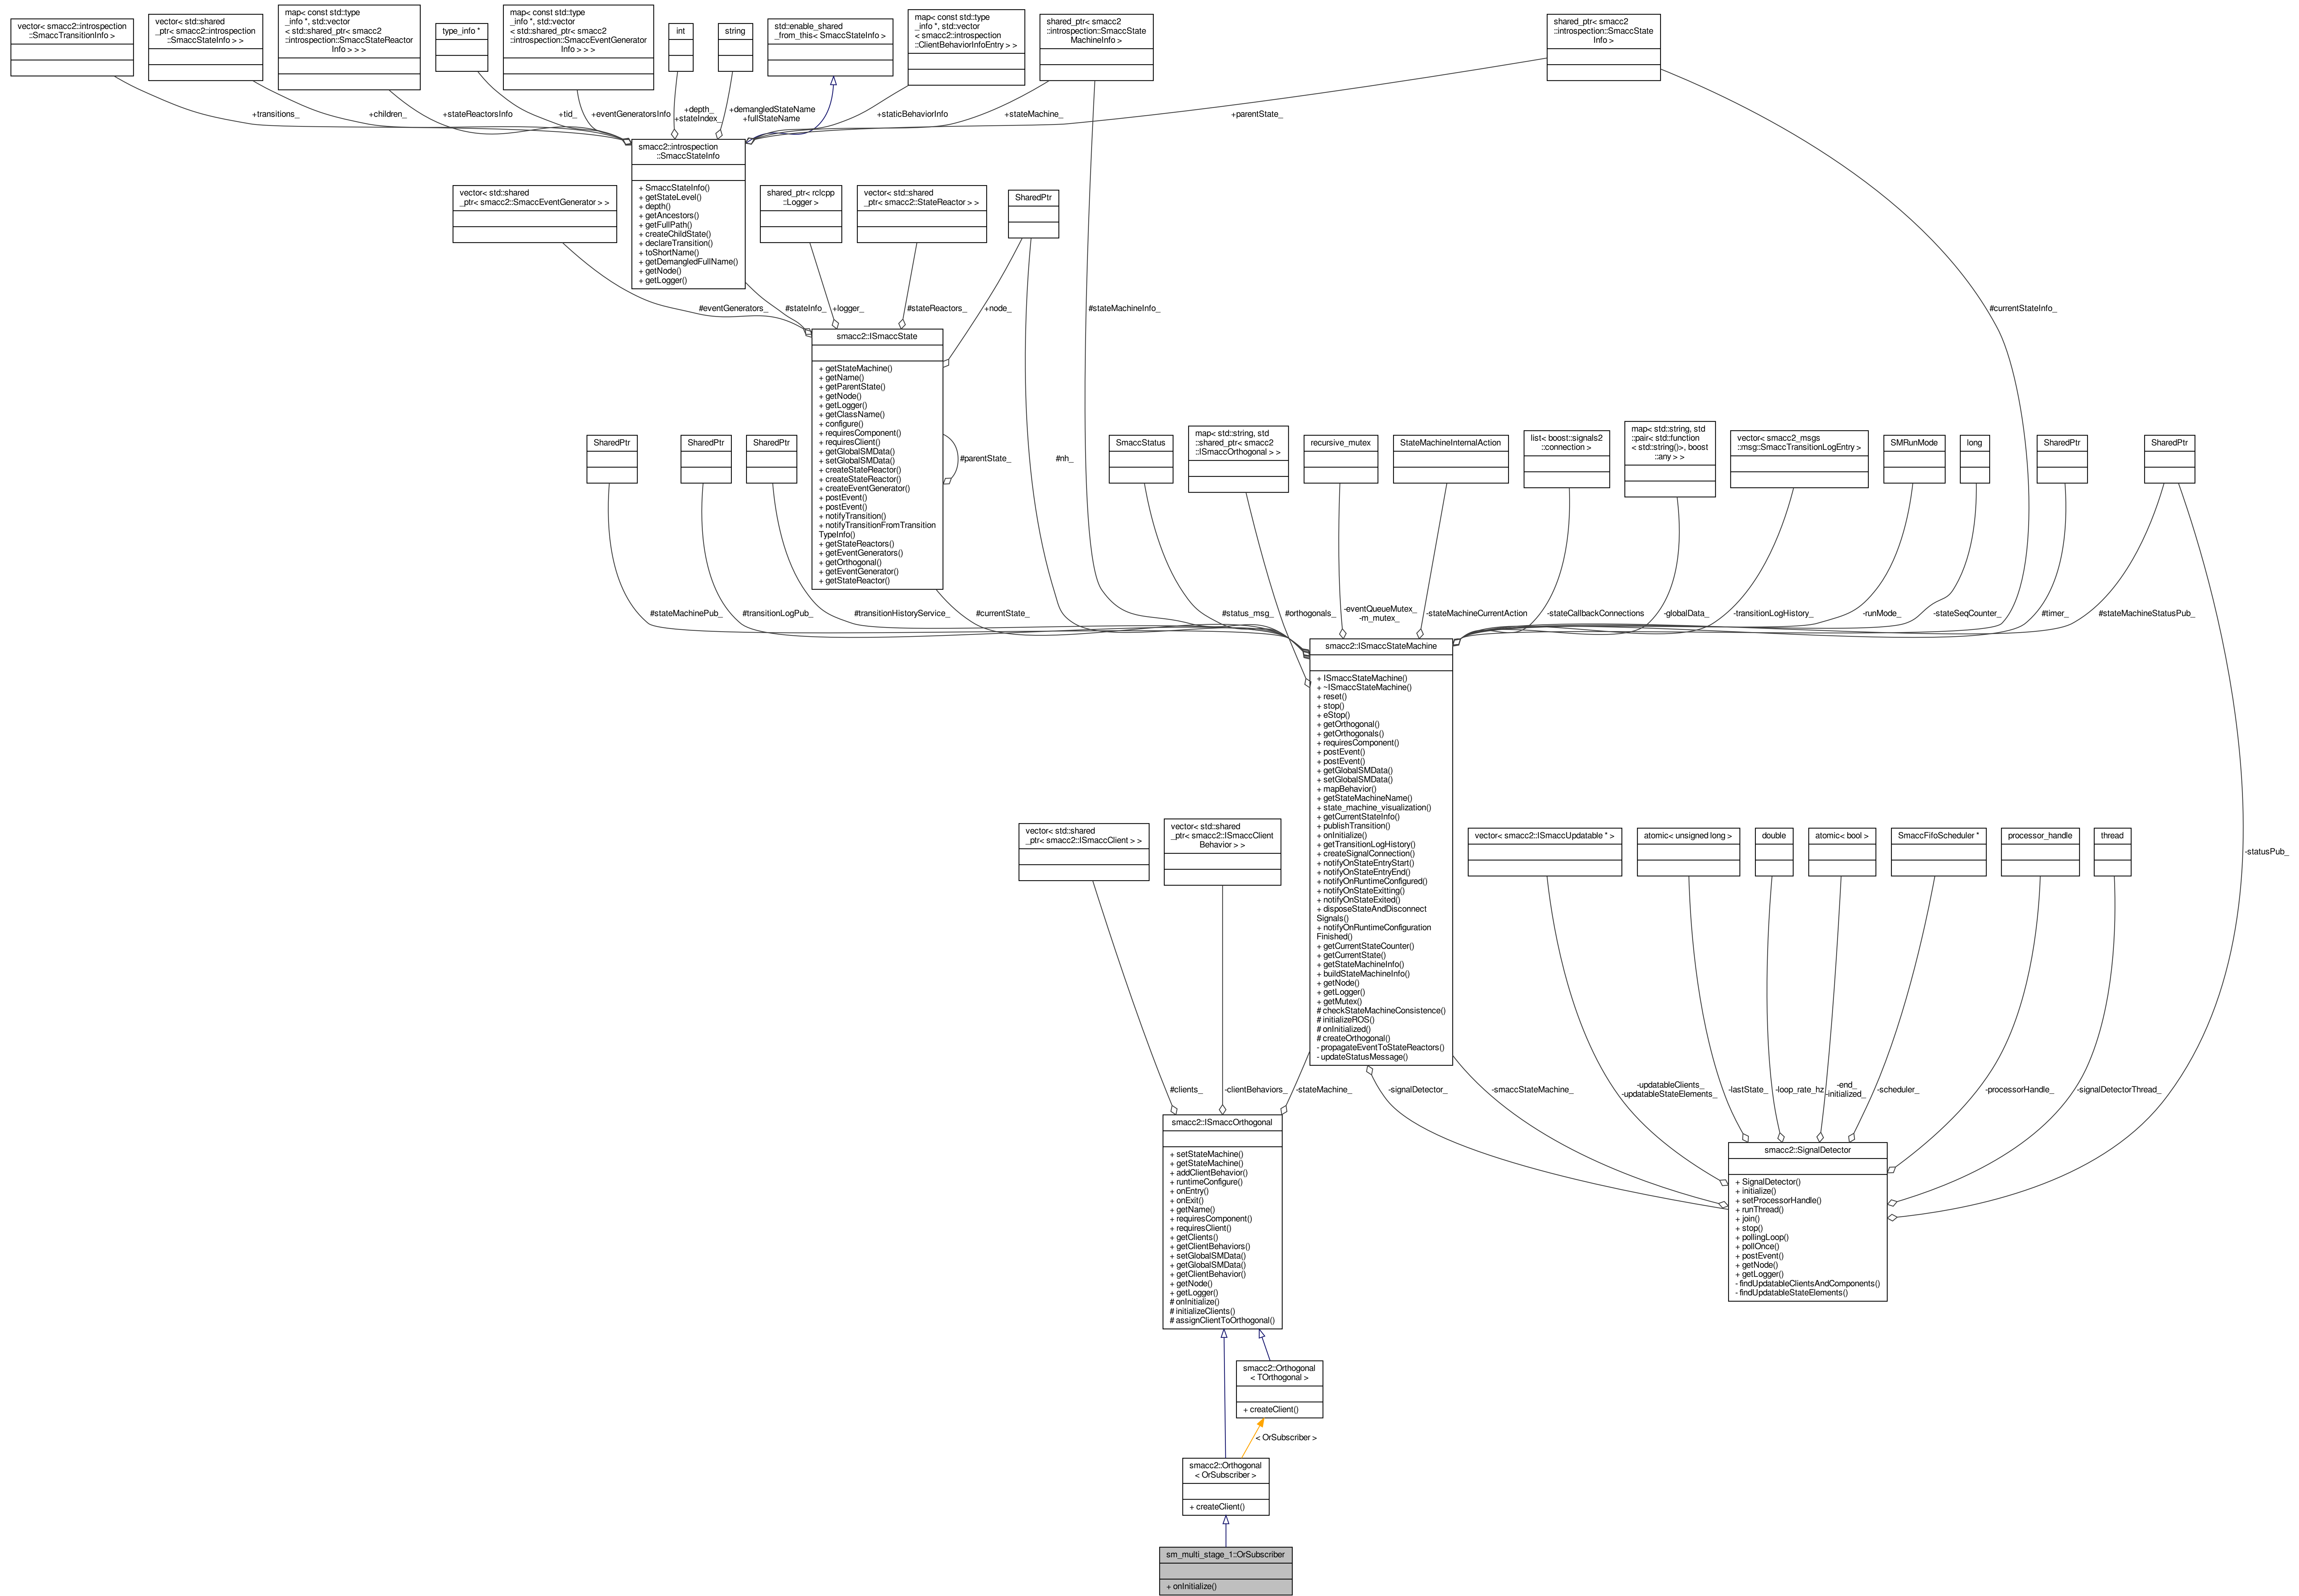 vector< smacc2::introspection
::SmaccTransitionInfo >
vector< std::shared
_ptr< smacc2::introspection
::SmaccStateInfo > >
map< const std::type
_info *, std::vector
< std::shared_ptr< smacc2
::introspection::SmaccStateReactor
Info > > >
type_info *
map< const std::type
_info *, std::vector
< std::shared_ptr< smacc2
::introspection::SmaccEventGenerator
Info > > >
int
string
std::enable_shared
_from_this< SmaccStateInfo >
map< const std::type
_info *, std::vector
< smacc2::introspection
::ClientBehaviorInfoEntry > >
shared_ptr< smacc2
::introspection::SmaccState
MachineInfo >
shared_ptr< smacc2
::introspection::SmaccState
Info >
+transitions_
+children_
+stateReactorsInfo
+tid_
+eventGeneratorsInfo
+depth_
+stateIndex_
+demangledStateName
+fullStateName
+staticBehaviorInfo
+stateMachine_
+parentState_
smacc2::introspection
::SmaccStateInfo
+ SmaccStateInfo()
+ getStateLevel()
+ depth()
+ getAncestors()
+ getFullPath()
+ createChildState()
+ declareTransition()
+ toShortName()
+ getDemangledFullName()
+ getNode()
+ getLogger()
vector< std::shared
_ptr< smacc2::SmaccEventGenerator > >
shared_ptr< rclcpp
::Logger >
vector< std::shared
_ptr< smacc2::StateReactor > >
SharedPtr
#eventGenerators_
#stateInfo_
+logger_
#stateReactors_
+node_
#stateMachineInfo_
#currentStateInfo_
smacc2::ISmaccState
+ getStateMachine()
+ getName()
+ getParentState()
+ getNode()
+ getLogger()
+ getClassName()
+ configure()
+ requiresComponent()
+ requiresClient()
+ getGlobalSMData()
+ setGlobalSMData()
+ createStateReactor()
+ createStateReactor()
+ createEventGenerator()
+ postEvent()
+ postEvent()
+ notifyTransition()
+ notifyTransitionFromTransition
TypeInfo()
+ getStateReactors()
+ getEventGenerators()
+ getOrthogonal()
+ getEventGenerator()
+ getStateReactor()
#parentState_
#nh_
SharedPtr
SharedPtr
SharedPtr
SmaccStatus
map< std::string, std
::shared_ptr< smacc2
::ISmaccOrthogonal > >
recursive_mutex
StateMachineInternalAction
list< boost::signals2
::connection >
map< std::string, std
::pair< std::function
< std::string()>, boost
::any > >
vector< smacc2_msgs
::msg::SmaccTransitionLogEntry >
SMRunMode
long
SharedPtr
SharedPtr
#stateMachinePub_
#transitionLogPub_
#transitionHistoryService_
#currentState_
#status_msg_
#orthogonals_
-eventQueueMutex_
-m_mutex_
-stateMachineCurrentAction
-stateCallbackConnections
-globalData_
-transitionLogHistory_
-runMode_
-stateSeqCounter_
#timer_
#stateMachineStatusPub_
smacc2::ISmaccStateMachine
+ ISmaccStateMachine()
+ ~ISmaccStateMachine()
+ reset()
+ stop()
+ eStop()
+ getOrthogonal()
+ getOrthogonals()
+ requiresComponent()
+ postEvent()
+ postEvent()
+ getGlobalSMData()
+ setGlobalSMData()
+ mapBehavior()
+ getStateMachineName()
+ state_machine_visualization()
+ getCurrentStateInfo()
+ publishTransition()
+ onInitialize()
+ getTransitionLogHistory()
+ createSignalConnection()
+ notifyOnStateEntryStart()
+ notifyOnStateEntryEnd()
+ notifyOnRuntimeConfigured()
+ notifyOnStateExitting()
+ notifyOnStateExited()
+ disposeStateAndDisconnect
Signals()
+ notifyOnRuntimeConfiguration
Finished()
+ getCurrentStateCounter()
+ getCurrentState()
+ getStateMachineInfo()
+ buildStateMachineInfo()
+ getNode()
+ getLogger()
+ getMutex()
# checkStateMachineConsistence()
# initializeROS()
# onInitialized()
# createOrthogonal()
- propagateEventToStateReactors()
- updateStatusMessage()
vector< std::shared
_ptr< smacc2::ISmaccClient > >
vector< std::shared
_ptr< smacc2::ISmaccClient
Behavior > >
vector< smacc2::ISmaccUpdatable * >
atomic< unsigned long >
double
atomic< bool >
SmaccFifoScheduler *
processor_handle
thread
-statusPub_
#clients_
-clientBehaviors_
-stateMachine_
-signalDetector_
-smaccStateMachine_
-updatableClients_
-updatableStateElements_
-lastState_
-loop_rate_hz
-end_
-initialized_
-scheduler_
-processorHandle_
-signalDetectorThread_
smacc2::ISmaccOrthogonal
+ setStateMachine()
+ getStateMachine()
+ addClientBehavior()
+ runtimeConfigure()
+ onEntry()
+ onExit()
+ getName()
+ requiresComponent()
+ requiresClient()
+ getClients()
+ getClientBehaviors()
+ setGlobalSMData()
+ getGlobalSMData()
+ getClientBehavior()
+ getNode()
+ getLogger()
# onInitialize()
# initializeClients()
# assignClientToOrthogonal()
smacc2::SignalDetector
+ SignalDetector()
+ initialize()
+ setProcessorHandle()
+ runThread()
+ join()
+ stop()
+ pollingLoop()
+ pollOnce()
+ postEvent()
+ getNode()
+ getLogger()
- findUpdatableClientsAndComponents()
- findUpdatableStateElements()
smacc2::Orthogonal
< TOrthogonal >
+ createClient()
< OrSubscriber >
smacc2::Orthogonal
< OrSubscriber >
+ createClient()
sm_multi_stage_1::OrSubscriber
+ onInitialize()